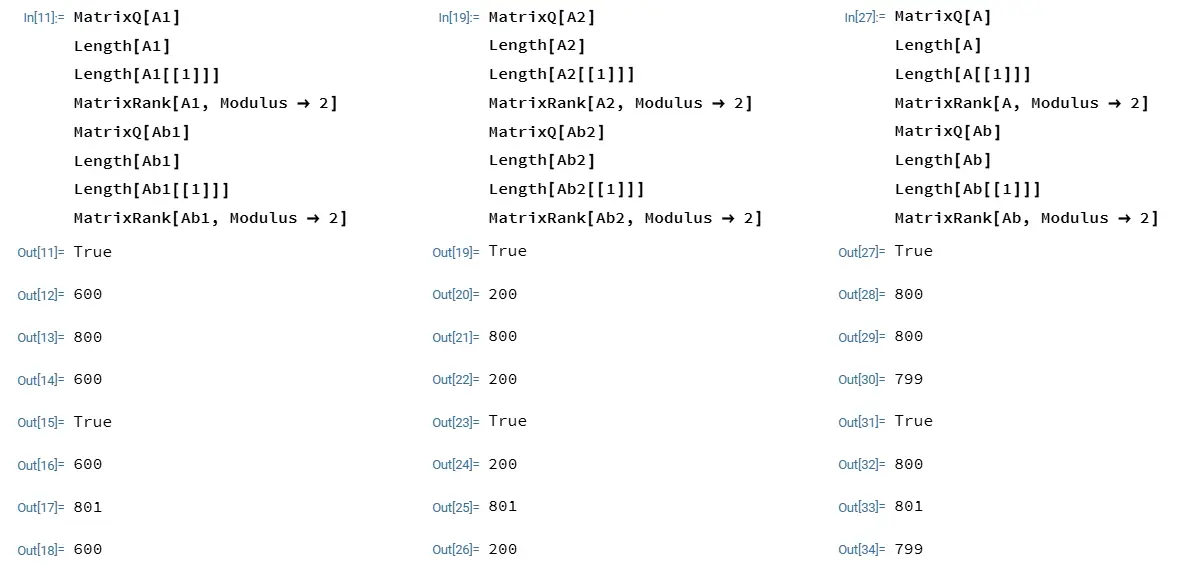 In[11]:= MatrixQ[A1]
Length[A1]
Length[A1[[1]]]
MatrixRank[A1, Modulus → 2]
MatrixQ[Ab1]
Length[Ab1]
Length[Ab1[[1]]]
MatrixRank[Ab1, Modulus → 2]
Out[11]= True
Out[12]= 600
Out[13]= 800
Out[14]= 600
Out[15]= True
Out[16]= 600
Out[17]= 801
Out[18]= 600
In[19]:= MatrixQ[A2]
Length[A2]
Length[A2[[1]]]
MatrixRank[A2, Modulus → 2]
MatrixQ[Ab2]
Length[Ab2]
Length[Ab2[[1]]]
MatrixRank[Ab2, Modulus → 2]
Out[19]= True
Out[20]= 200
Out[21]= 800
Out[22]= 200
Out[23]= True
Out[24]= 200
Out[25]= 801
Out[26]= 200
In[27]:= MatrixQ[A]
Length[A]
Length[A[[1]]]
MatrixRank[A, Modulus → 2]
MatrixQ[Ab]
Length[Ab]
Length[Ab[[1]]]
MatrixRank[Ab, Modulus → 2]
Out[27]= True
Out[28]= 800
Out[29]= 800
Out[30]= 799
Out[31]= True
Out[32]= 800
Out[33]= 801
Out[34]= 799